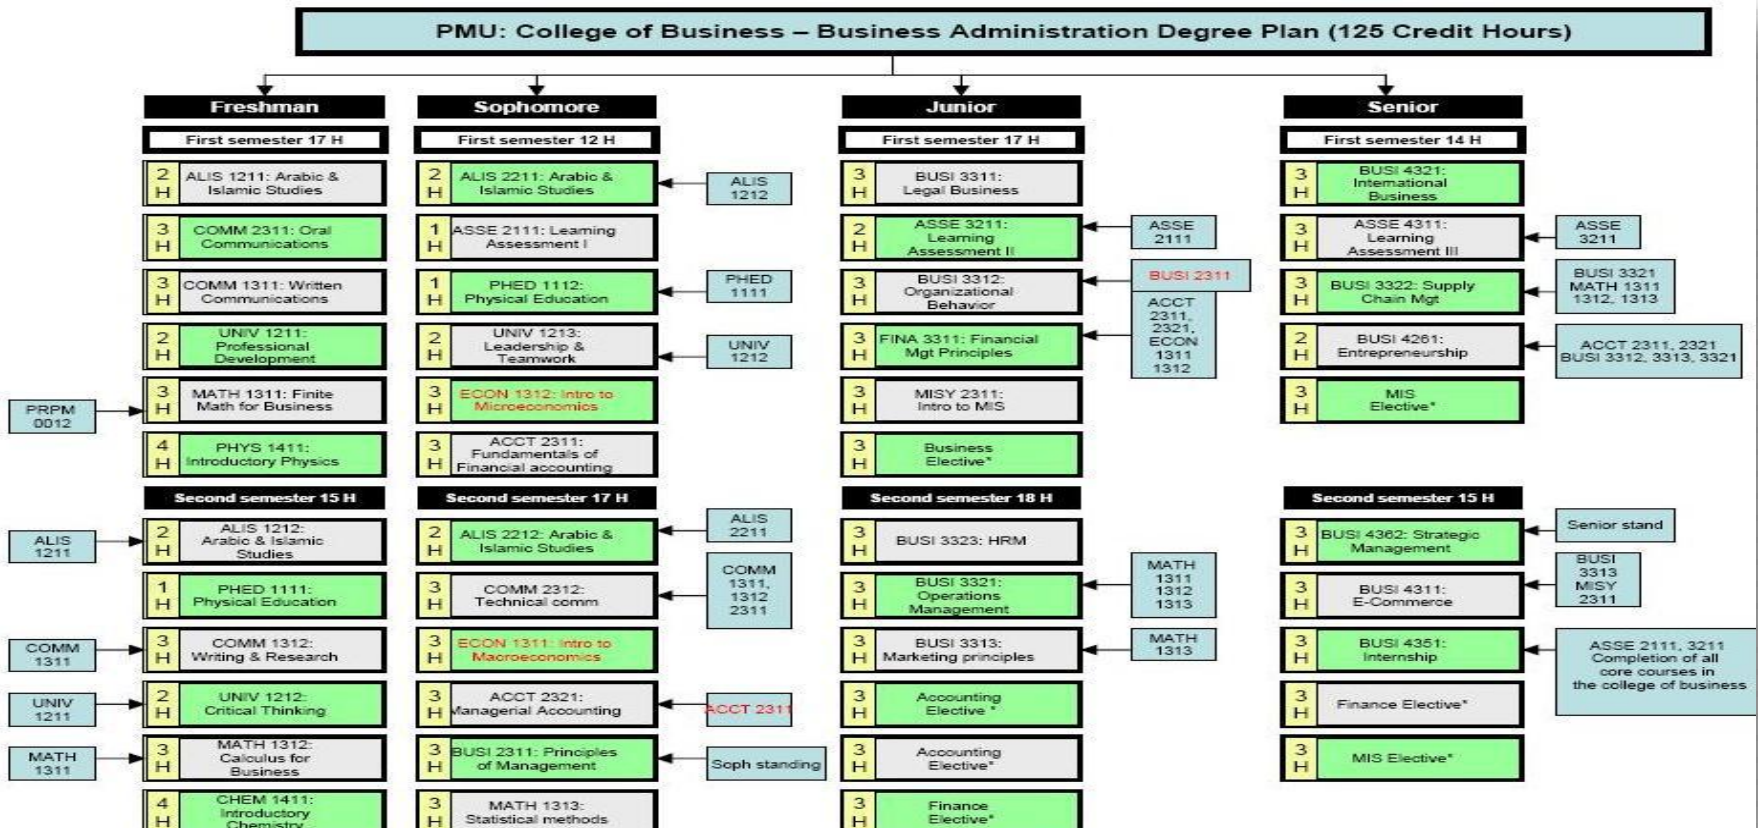 PMU: College of Business – Business Administration Degree Plan (125 Credit Hours)
Freshman
First semester 17 H
2
H
ALIS 1211: Arabic &
Islamic Studies
3
H
COMM 2311: Oral
Communications
3
H
COMM 1311: Written
Communications
2
H
UNIV 1211:
Professional
Development
PRPM
0012
3
H
MATH 1311: Finite
Math for Business
4
H
PHYS 1411:
Introductory Physics
Second semester 15 H
ALIS
1211
2
H
ALIS 1212:
Arabic & Islamic
Studies
1
H
PHED 1111:
Physical Education
COMM
1311
3
H
COMM 1312:
Writing & Research
UNIV
1211
2
H
UNIV 1212:
Critical Thinking
MATH
1311
3
H
MATH 1312:
Calculus for
Business
4
H
CHEM 1411:
Introductory
Chemistry
Sophomore
First semester 12 H
2
H
ALIS 2211: Arabic &
Islamic Studies
ALIS
1212
1
H
ASSE 2111: Learning
Assessment I
1
H
PHED 1112:
Physical Education
PHED
1111
2
H
UNIV 1213:
Leadership &
Teamwork
UNIV
1212
3
H
ECON 1312: Intro to
Microeconomics
3
H
ACCT 2311:
Fundamentals of
Financial accounting
Second semester 17 H
2
H
ALIS 2212: Arabic &
Islamic Studies
ALIS
2211
3
H
COMM 2312:
Technical comm
COMM
1311,
1312
2311
3
H
ECON 1311: Intro to
Macroeconomics
3
H
ACCT 2321:
Managerial Accounting
ACCT 2311
3
H
BUSI 2311: Principles
of Management
Soph standing
3
H
MATH 1313:
Statistical methods
Junior
First semester 17 H
3
H
BUSI 3311:
Legal Business
2
H
ASSE 3211:
Learning
Assessment II
ASSE
2111
3
H
BUSI 3312:
Organizational
Behavior
BUSI 2311
3
H
FINA 3311: Financial
Mgt Principles
ACCT
2311,
2321,
ECON
1311
1312
3
H
MISY 2311:
Intro to MIS
3
H
Business
Elective*
Second semester 18 H
3
H
BUSI 3323: HRM
3
H
BUSI 3321:
Operations
Management
MATH
1311
1312
1313
3
H
BUSI 3313:
Marketing principles
MATH
1313
3
H
Accounting
Elective *
3
H
Accounting
Elective*
3
H
Finance
Elective*
Senior
First semester 14 H
3
H
BUSI 4321:
International
Business
3
H
ASSE 4311:
Learning
Assessment III
ASSE
3211
3
H
BUSI 3322: Supply
Chain Mgt
BUSI 3321
MATH 1311
1312, 1313
2
H
BUSI 4261:
Entrepreneurship
ACCT 2311, 2321
BUSI 3312, 3313, 3321
3
H
MIS
Elective*
Second semester 15 H
3
H
BUSI 4362: Strategic
Management
Senior stand
3
H
BUSI 4311:
E-Commerce
BUSI
3313
MISY
2311
3
H
BUSI 4351:
Internship
ASSE 2111, 3211
Completion of all
core courses in
the college of business
3
H
Finance Elective*
3
H
MIS Elective*